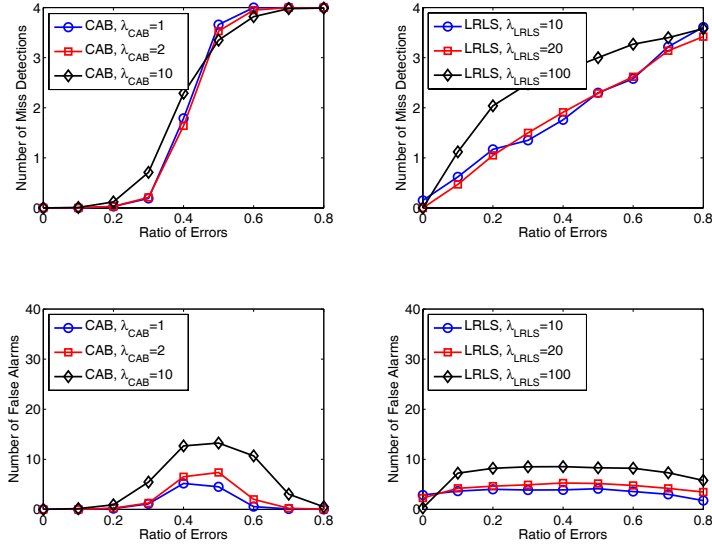 4
3
2
1
0
Number of Miss Detections
CAB, λCAB=1
CAB, λCAB=2
CAB, λCAB=10
0 0.2 0.4 0.6 0.8
Ratio of Errors
4
3
2
1
0
Number of Miss Detections
LRLS, λLRLS=10
LRLS, λLRLS=20
LRLS, λLRLS=100
0 0.2 0.4 0.6 0.8
Ratio of Errors
40
30
20
10
0
Number of False Alarms
CAB, λCAB=1
CAB, λCAB=2
CAB, λCAB=10
0 0.2 0.4 0.6 0.8
Ratio of Errors
40
30
20
10
0
Number of False Alarms
LRLS, λLRLS=10
LRLS, λLRLS=20
LRLS, λLRLS=100
0 0.2 0.4 0.6 0.8
Ratio of Errors